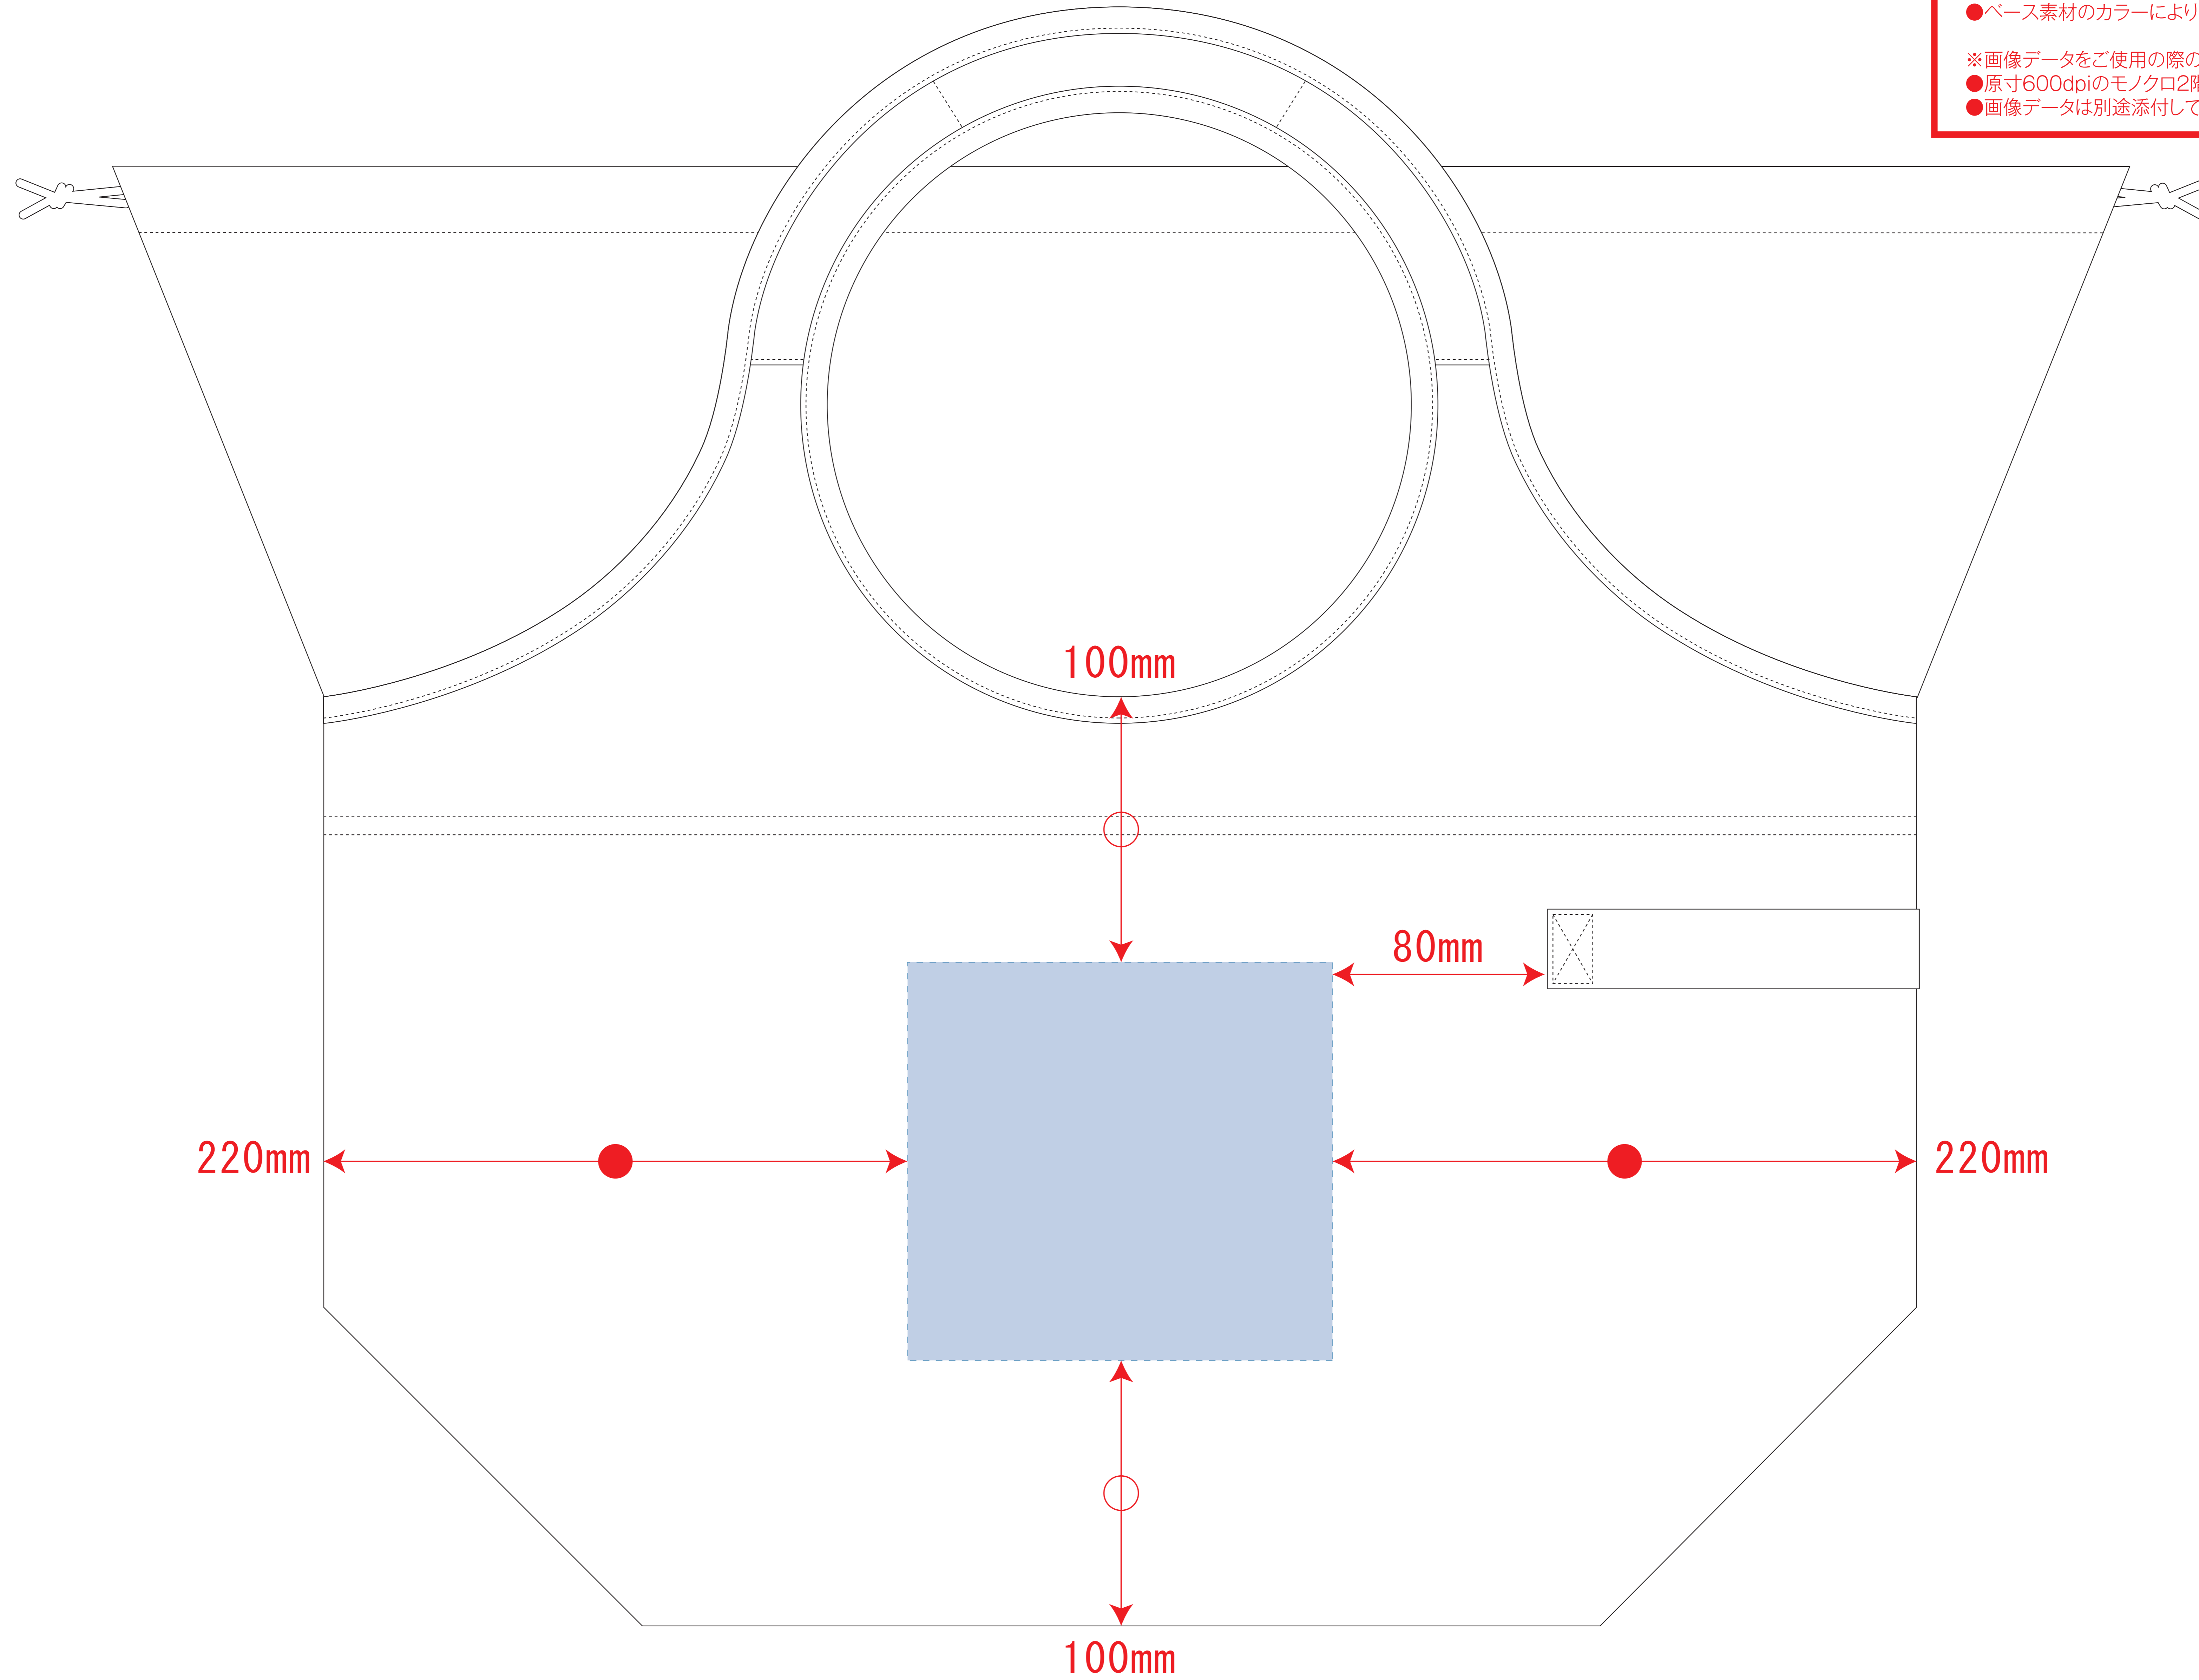 ●ベース素材のカラーにより
※画像データをご使用の際の
●原寸600dpiのモノクロ2階
●画像データは別途添付して
100mm
80mm
220mm
220mm
100mm